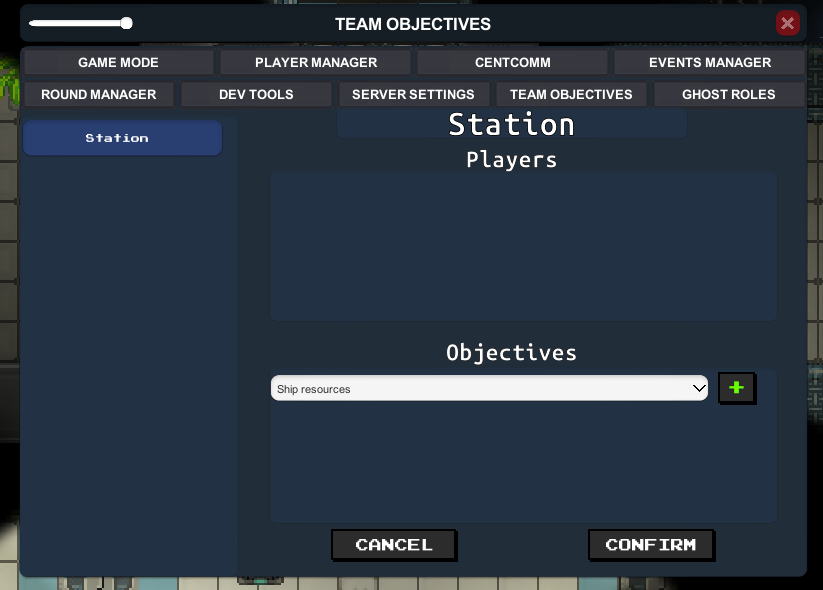 TEAM OBJECTIVES
GAME MODE PLAYER MANAGER CENTCOMM EVENTS MANAGER
ROUND MANAGER DEV TOOLS SERVER SETTINGS TEAM OBJECTIVES GHOST ROLES
Station
Station
Players
Objectives
Ship resources
CANCEL CONFIRM